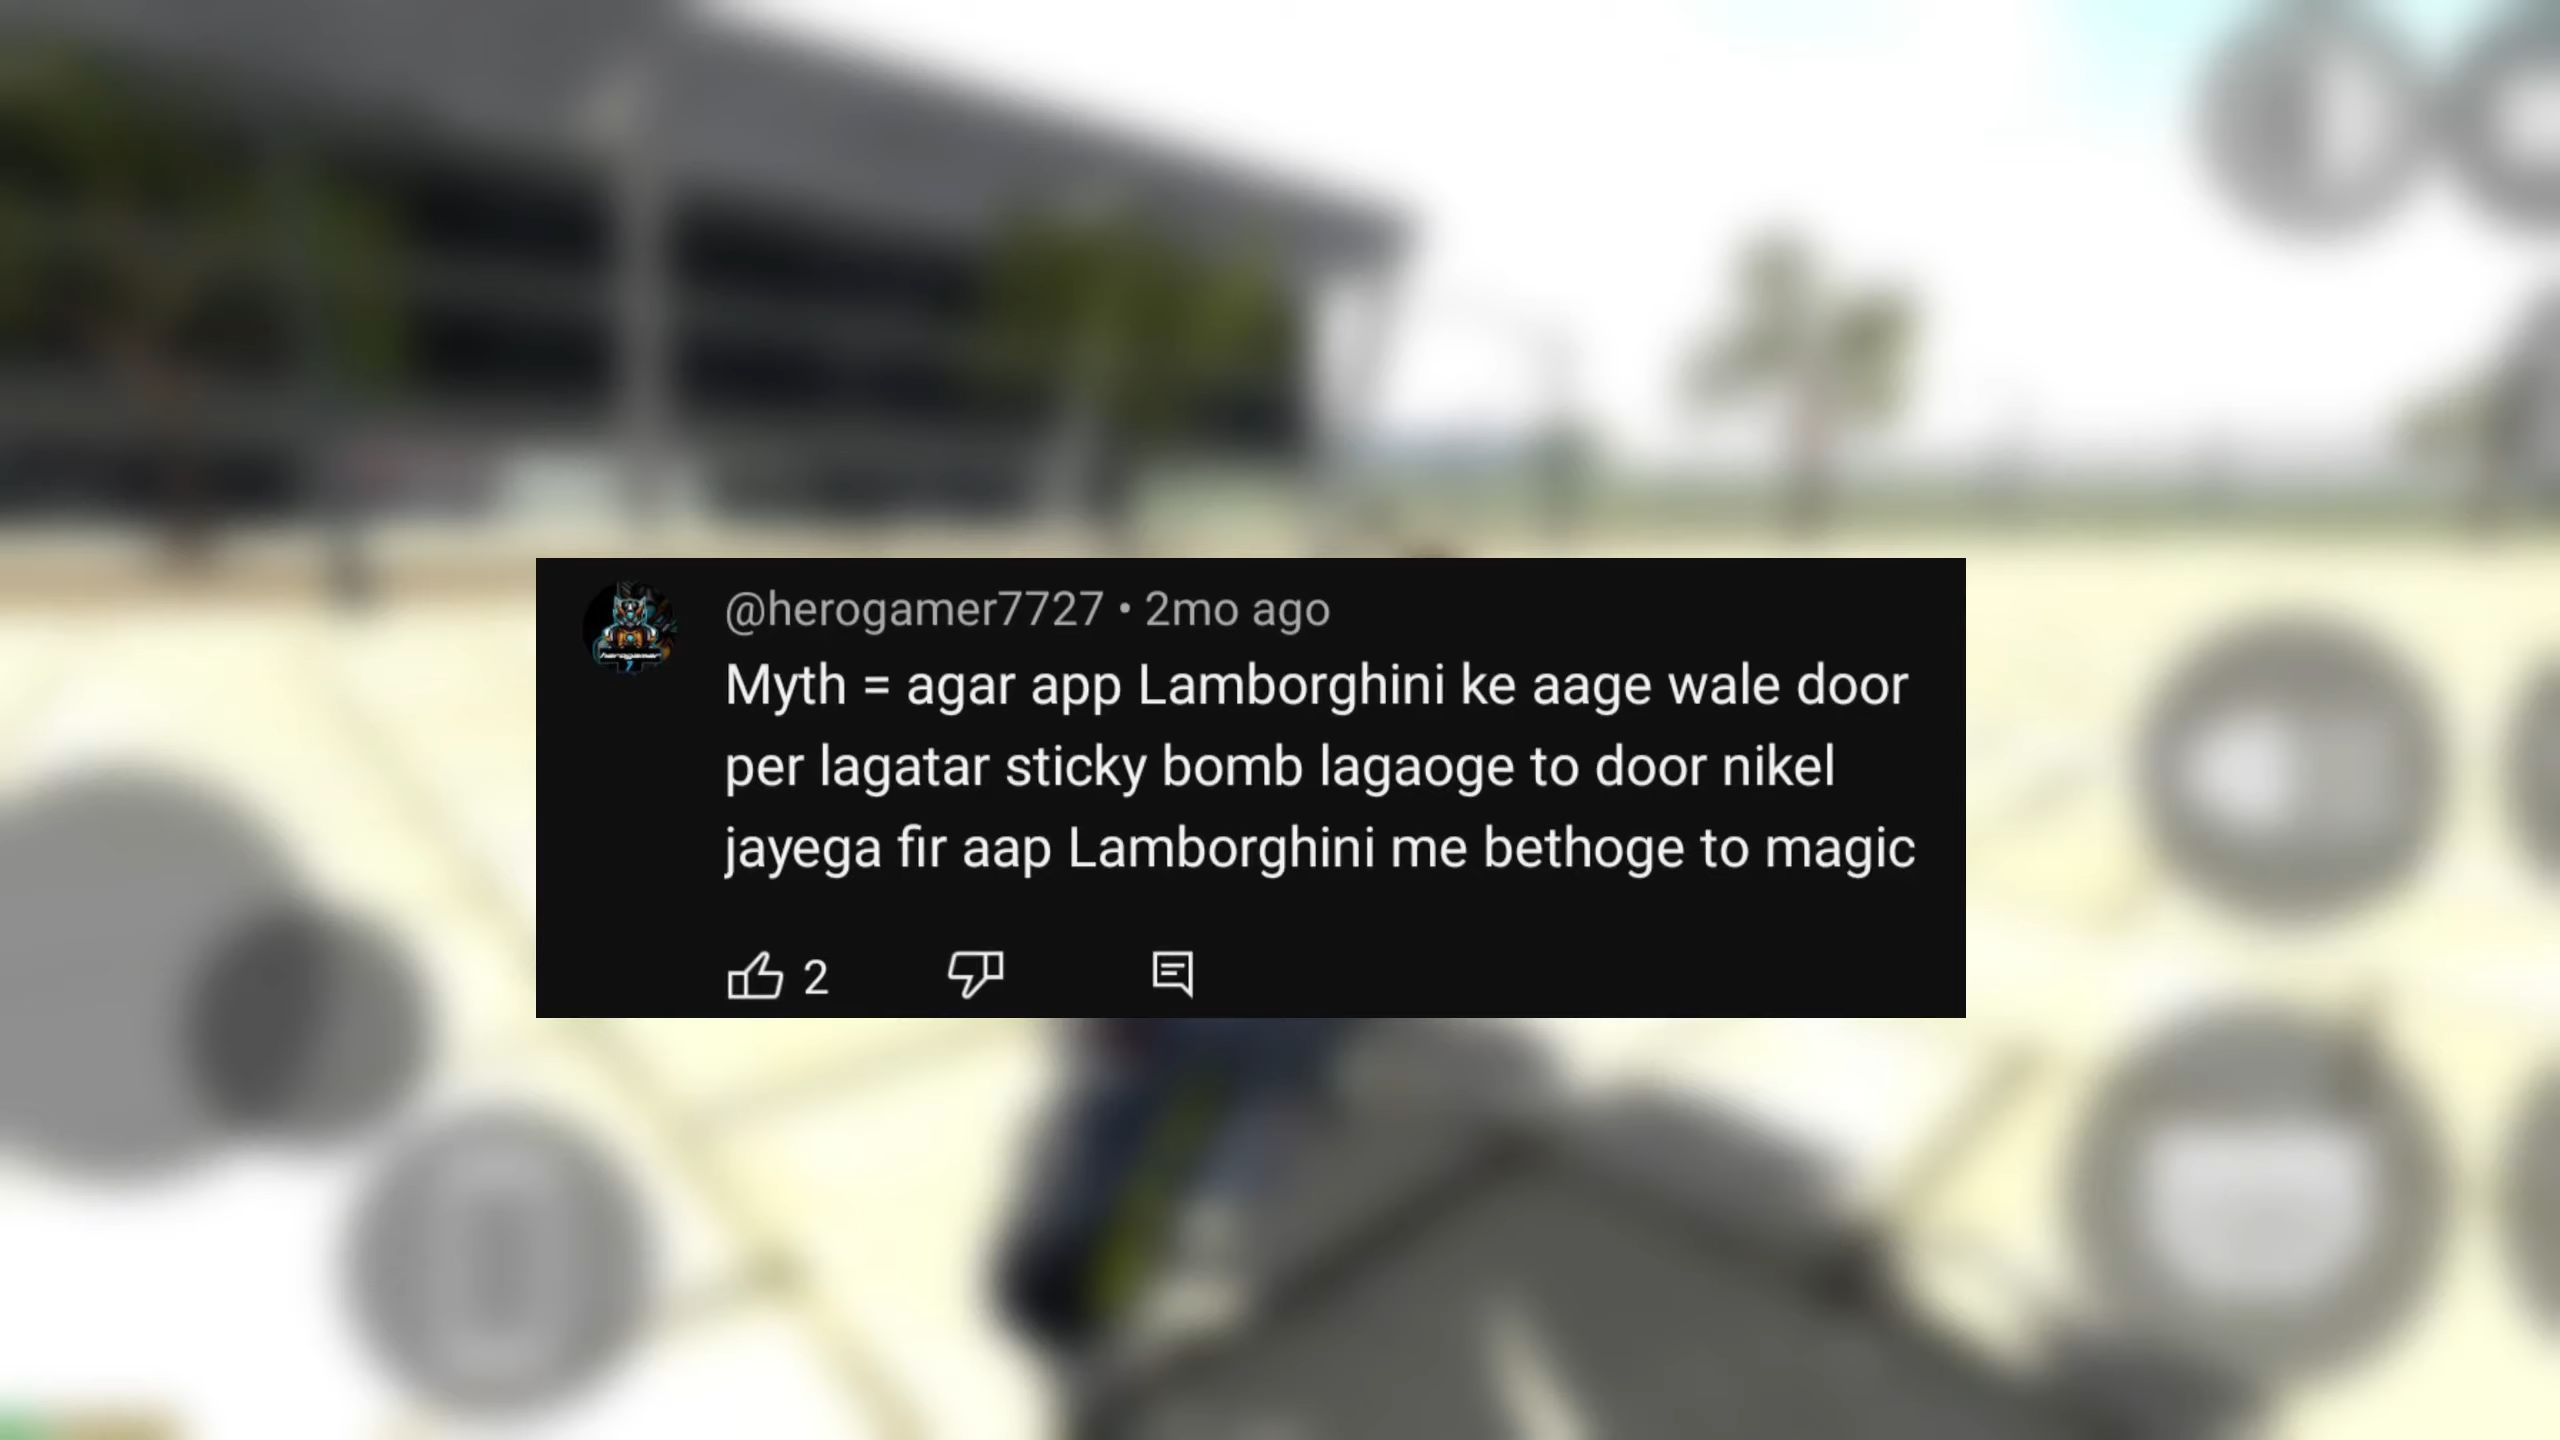 @herogamer7727 • 2mo ago
Myth = agar app Lamborghini ke aage wale door
per lagatar sticky bomb lagaoge to door nikel
jayega fir aap Lamborghini me bethoge to magic
2